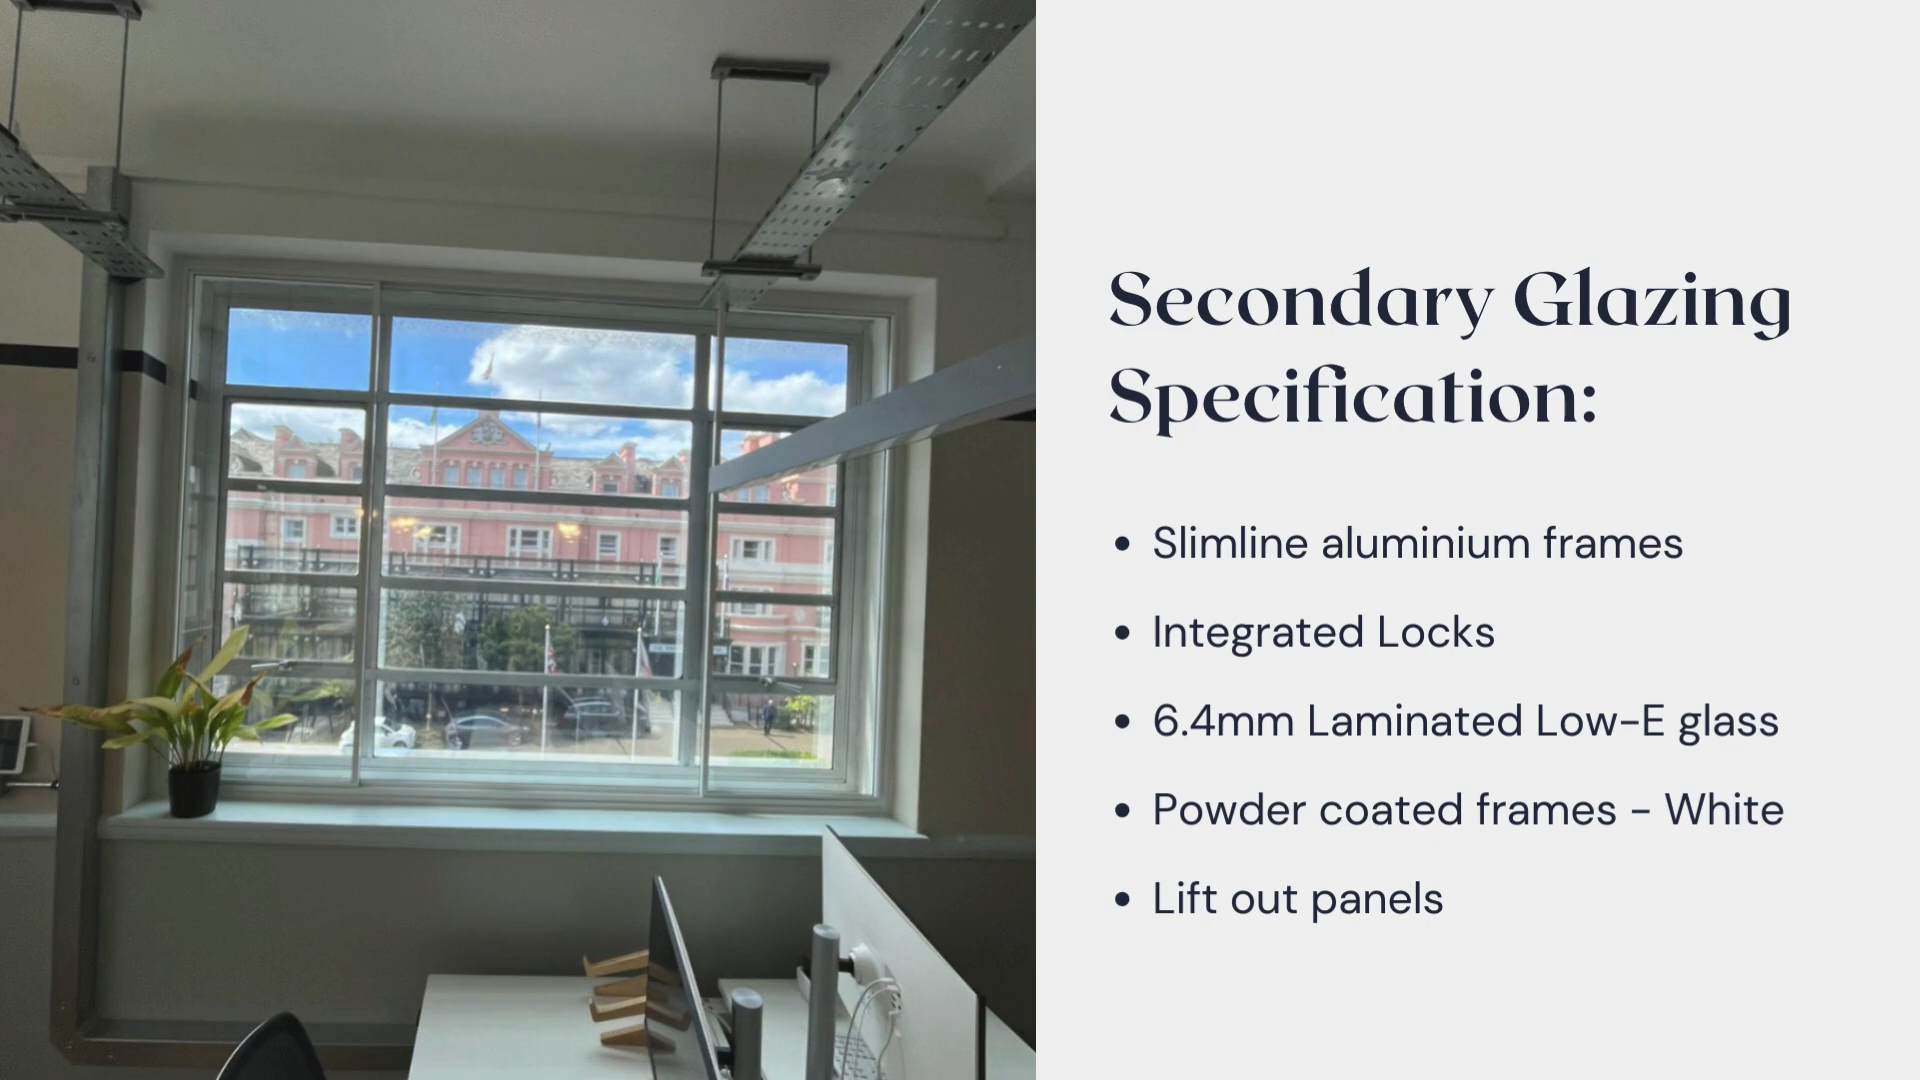 Secondary Glazing
Specification:
• Slimline aluminium frames
• Integrated Locks
• 6.4mm Laminated Low-E glass
• Powder coated frames - White
• Lift out panels